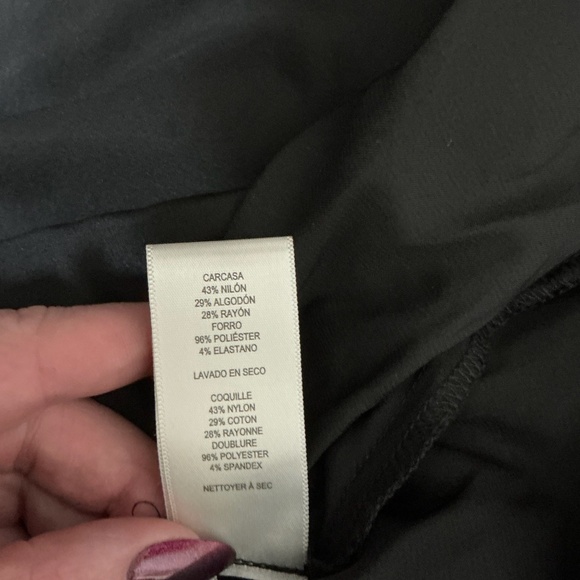 CARCASA
43% NILÓN
29% ALGODÓN
28% RAYÓN
FORRO
96% POLIÉSTER
4% ELASTANO
LAVADO EN SECO
COQUILLE
43% NYLON
29% COTON
28% RAYONNE
DOUBLURE
96% POLYESTER
4% SPANDEX
NETTOYER À SEC